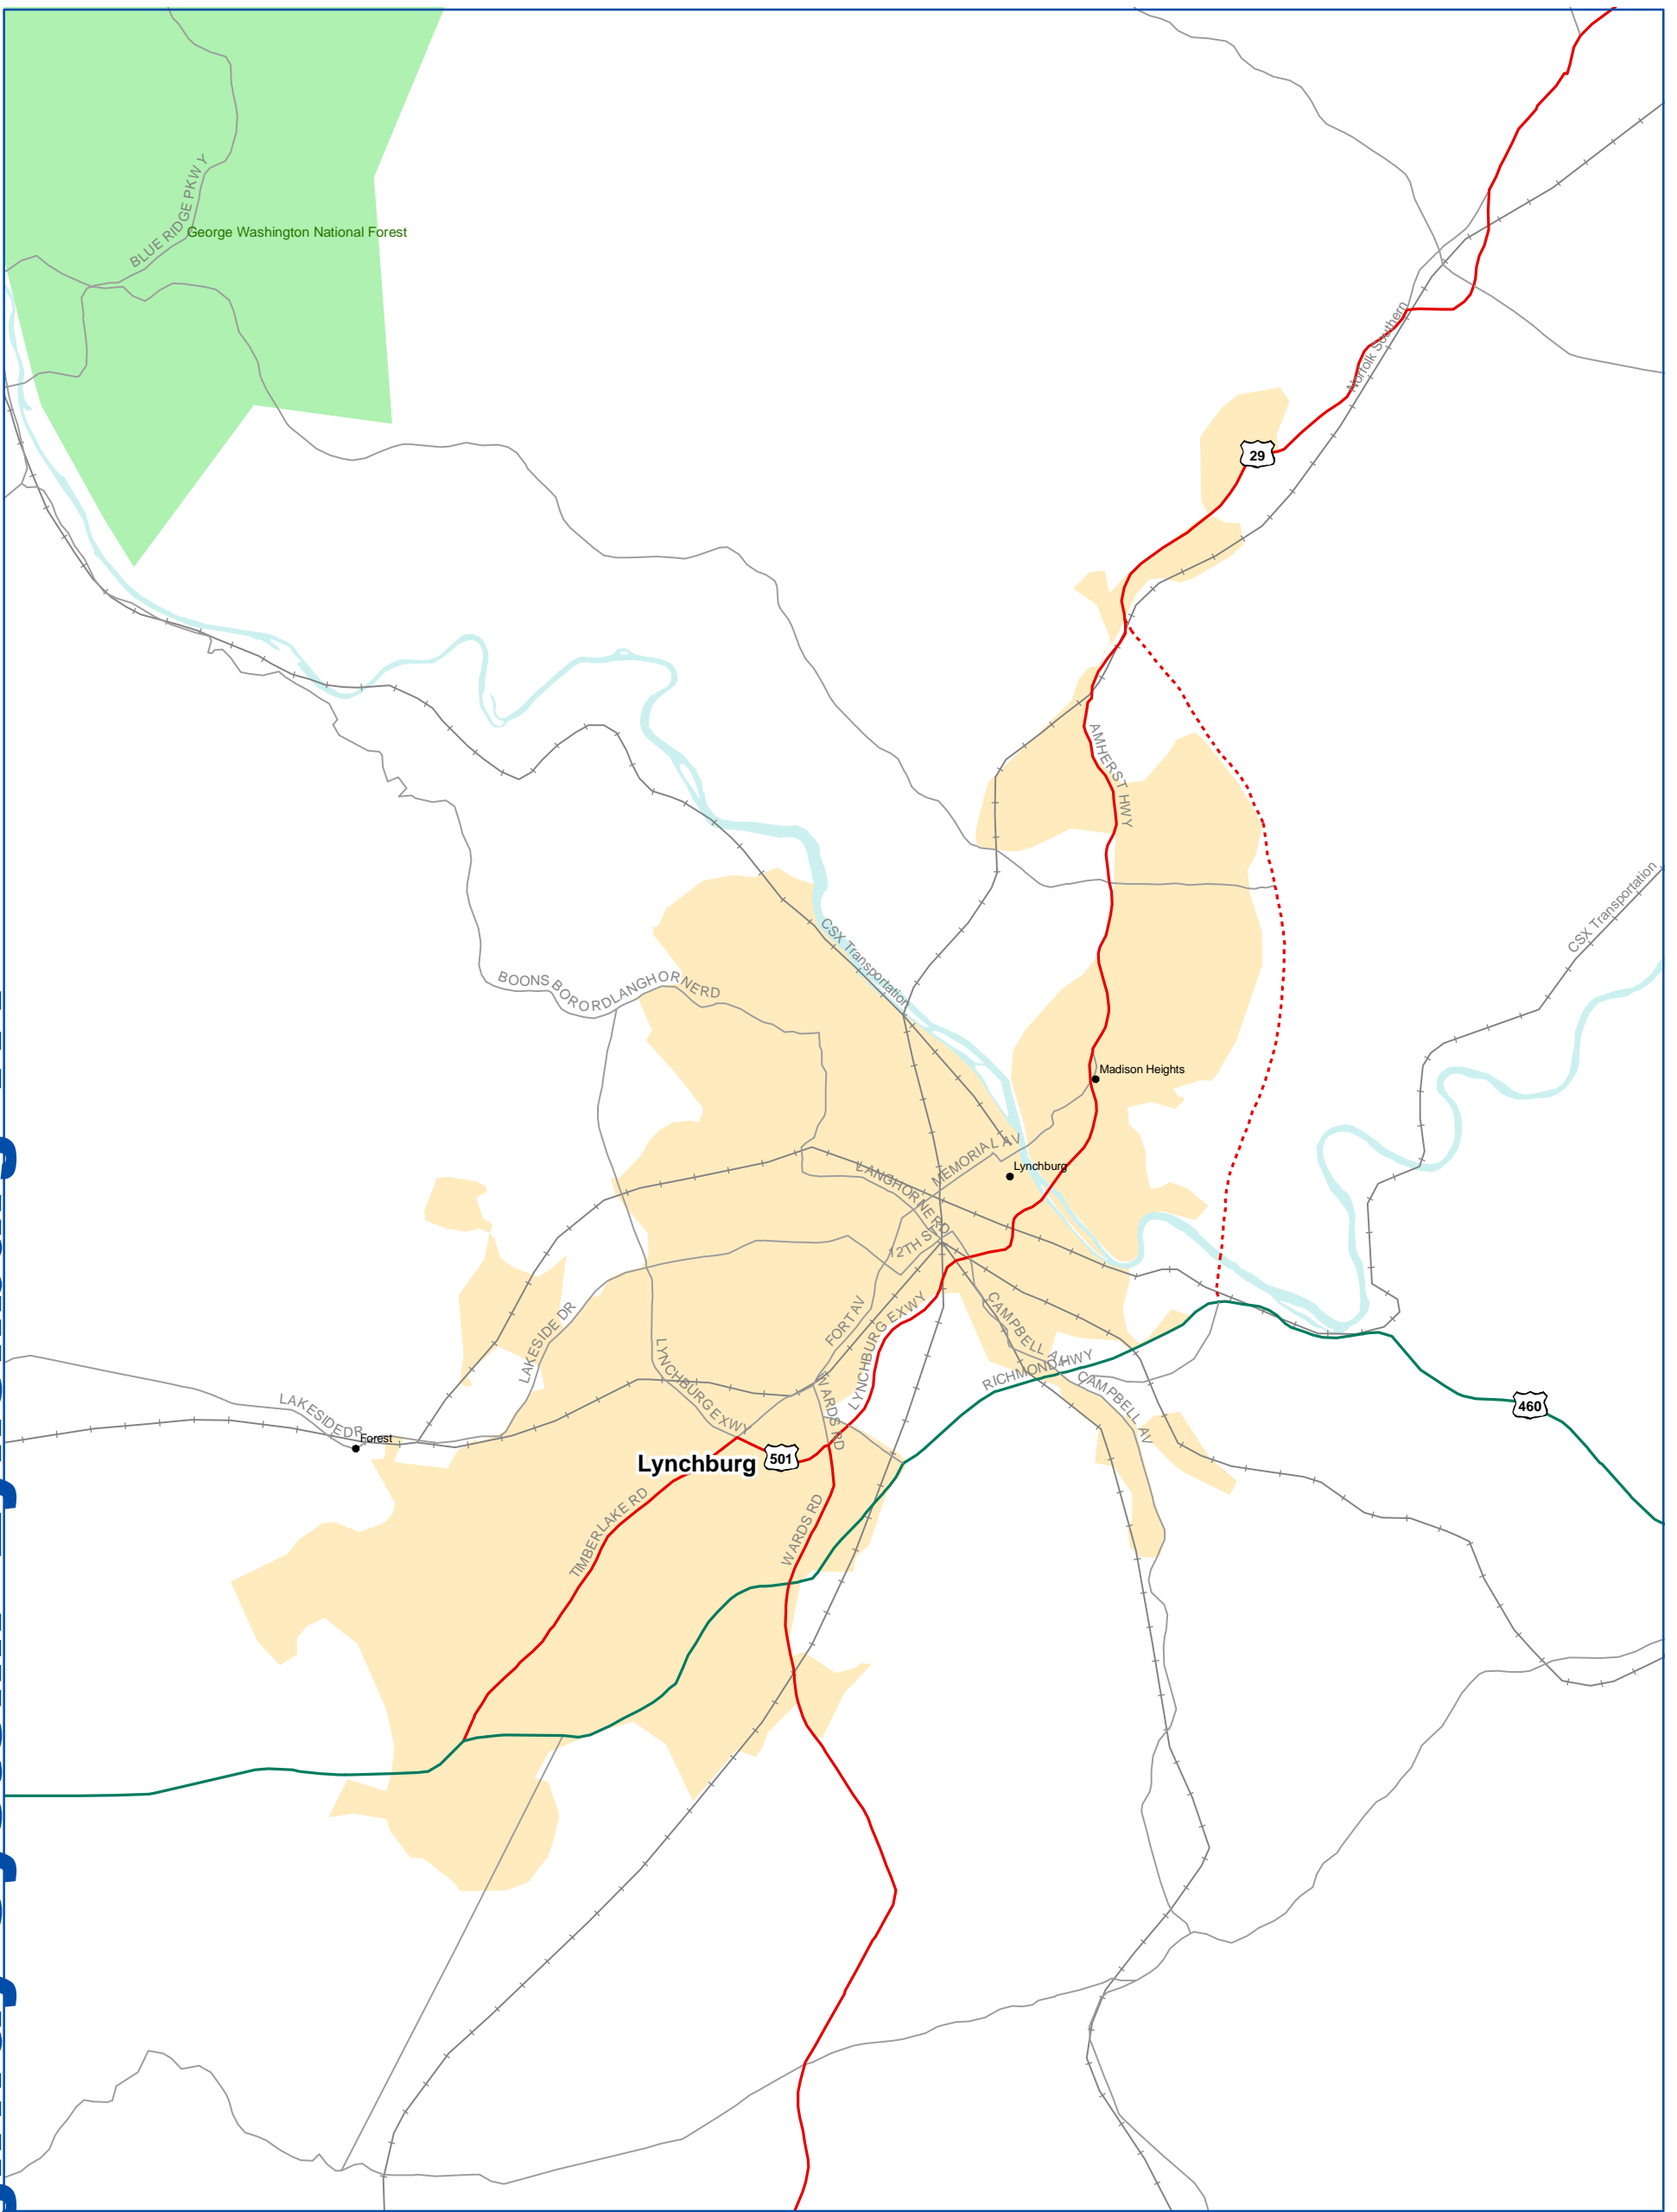 BLUE RIDGE PKWY
George Washington National Forest
Norfolk Southern
29
AMHERST HWY
CSX Transportation
CSX Transportation
BOONS BORO RD
LANGHORNE RD
Madison Heights
MEMORIAL AV
Lynchburg
LANGHORNE RD
12TH ST
FORT AV
LYNCHBURG EXWY
CAMPBELL AV
LAKESIDE DR
LYNCHBURG EXWY
RICHMOND HWY
WARDS RD
CAMPBELL AV
LAKESIDE DR
Forest
460
Lynchburg
501
TIMBERLAKE RD
WARDS RD